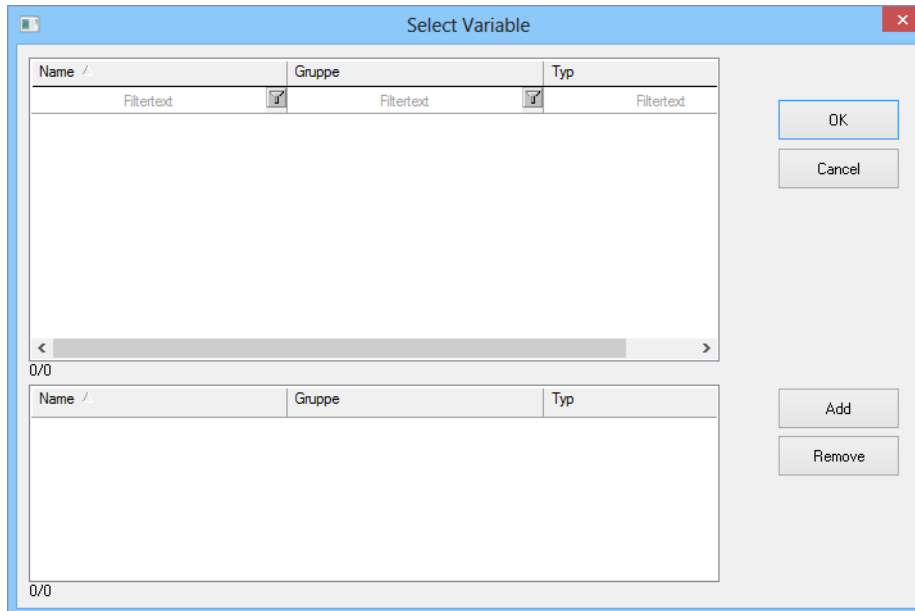 Select Variable
Name Gruppe Typ
Filtertext Filtertext Filtertext
OK
Cancel
0/0
Name Gruppe Typ
Add
Remove
0/0